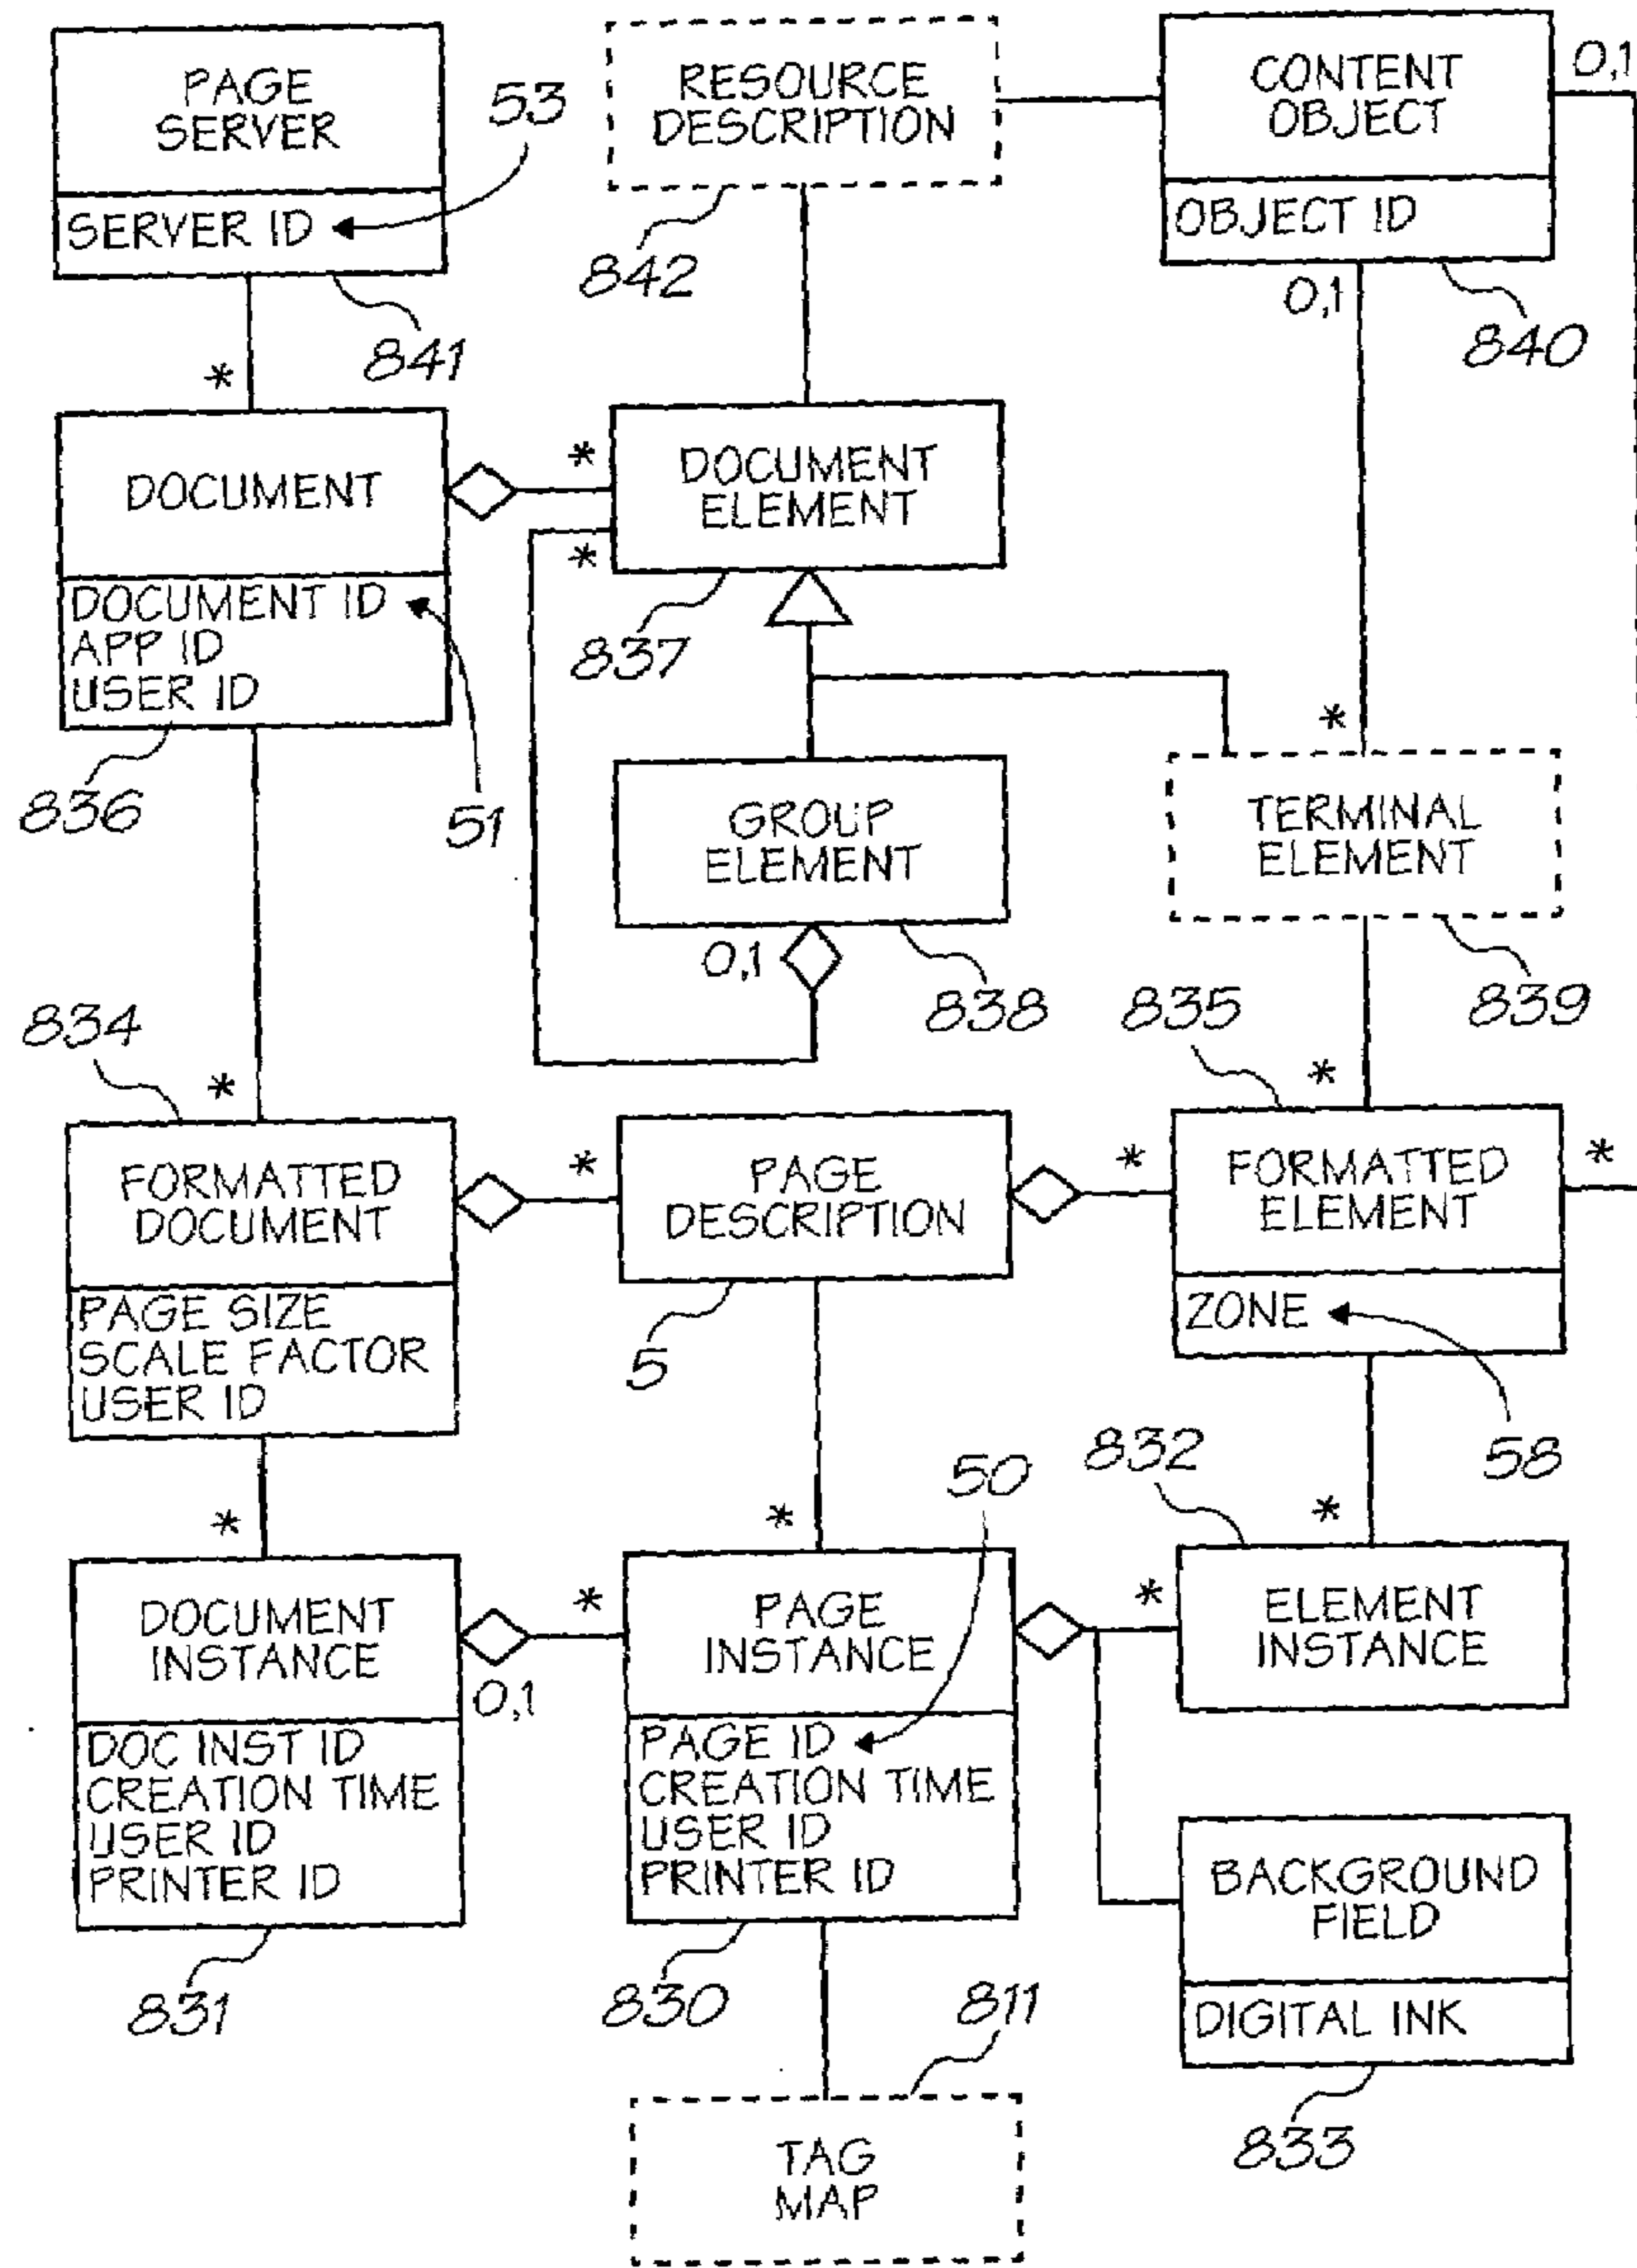 PAGE
SERVER
SERVER ID
53
841
RESOURCE
DESCRIPTION
842
CONTENT
OBJECT
OBJECT ID
0,1
0,1
840
*
DOCUMENT
DOCUMENT ID
APP ID
USER ID
836
51
*
*
DOCUMENT
ELEMENT
837
GROUP
ELEMENT
0,1
838
*
TERMINAL
ELEMENT
839
834
*
FORMATTED
DOCUMENT
PAGE SIZE
SCALE FACTOR
USER ID
*
PAGE
DESCRIPTION
5
835
*
*
FORMATTED
ELEMENT
*
ZONE
58
*
DOCUMENT
INSTANCE
0,1
DOC INST ID
CREATION TIME
USER ID
PRINTER ID
831
*
*
50
PAGE
INSTANCE
PAGE ID
CREATION TIME
USER ID
PRINTER ID
830
832
*
*
ELEMENT
INSTANCE
BACKGROUND
FIELD
DIGITAL INK
833
811
TAG
MAP